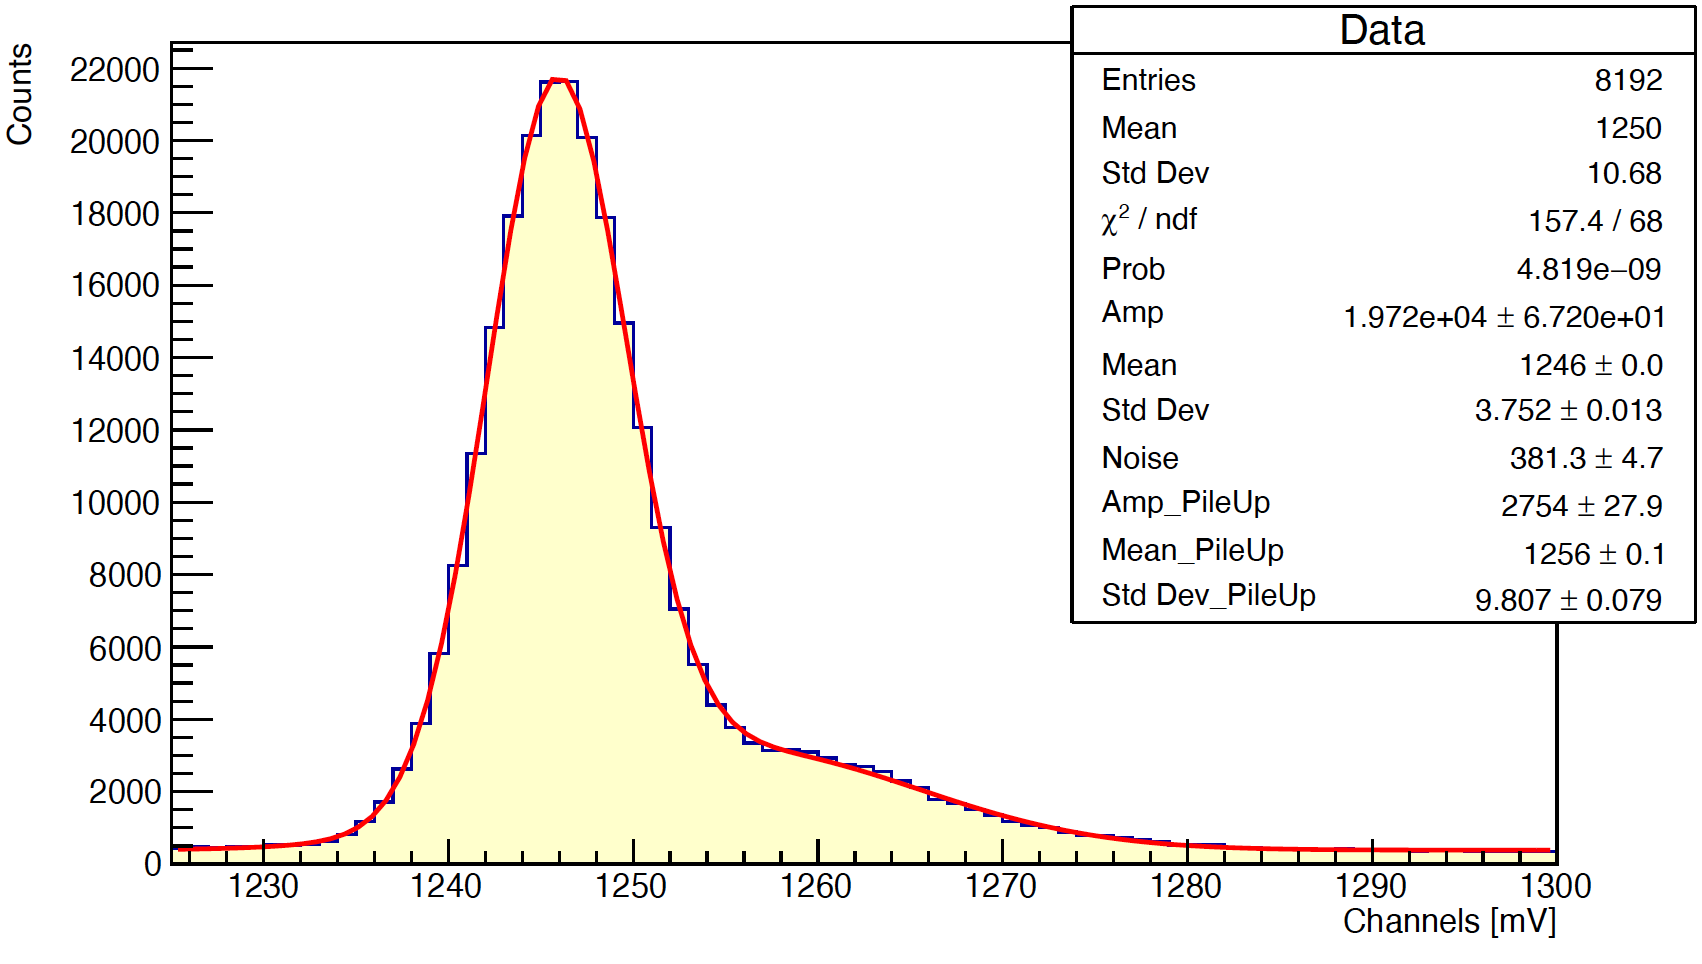 Counts
22000
20000
18000
16000
14000
12000
10000
8000
6000
4000
2000
0
1230 1240 1250 1260 1270 1280 1290 1300
Channels [mV]
Data
Entries 8192
Mean 1250
Std Dev 10.68
χ² / ndf 157.4 / 68
Prob 4.819e−09
Amp 1.972e+04 ± 6.720e+01
Mean 1246 ± 0.0
Std Dev 3.752 ± 0.013
Noise 381.3 ± 4.7
Amp_PileUp 2754 ± 27.9
Mean_PileUp 1256 ± 0.1
Std Dev_PileUp 9.807 ± 0.079